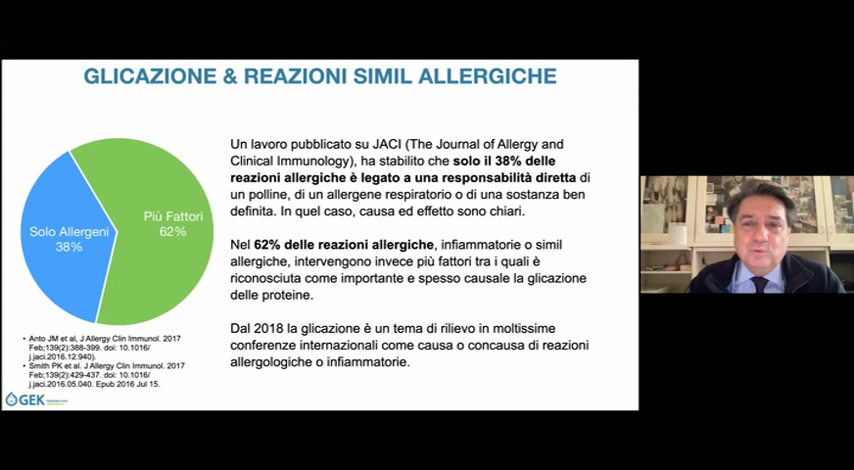 GLICAZIONE & REAZIONI SIMIL ALLERGICHE
Solo Allergeni
38%
Più Fattori
62%
Un lavoro pubblicato su JACI (The Journal of Allergy and
Clinical Immunology), ha stabilito che solo il 38% delle
reazioni allergiche è legato a una responsabilità diretta di
un polline, di un allergene respiratorio o di una sostanza ben
definita. In quel caso, causa ed effetto sono chiari.
Nel 62% delle reazioni allergiche, infiammatorie o simil
allergiche, intervengono invece più fattori tra i quali è
riconosciuta come importante e spesso causale la glicazione
delle proteine.
Dal 2018 la glicazione è un tema di rilievo in moltissime
conferenze internazionali come causa o concausa di reazioni
allergologiche o infiammatorie.
• Anto JM et al, J Allergy Clin Immunol. 2017
Feb;139(2):388-399. doi: 10.1016/
j.jaci.2016.12.940).
• Smith PK et al. J Allergy Clin Immunol. 2017
Feb;139(2):429-437. doi: 10.1016/
j.jaci.2016.05.040. Epub 2016 Jul 15.
GEK